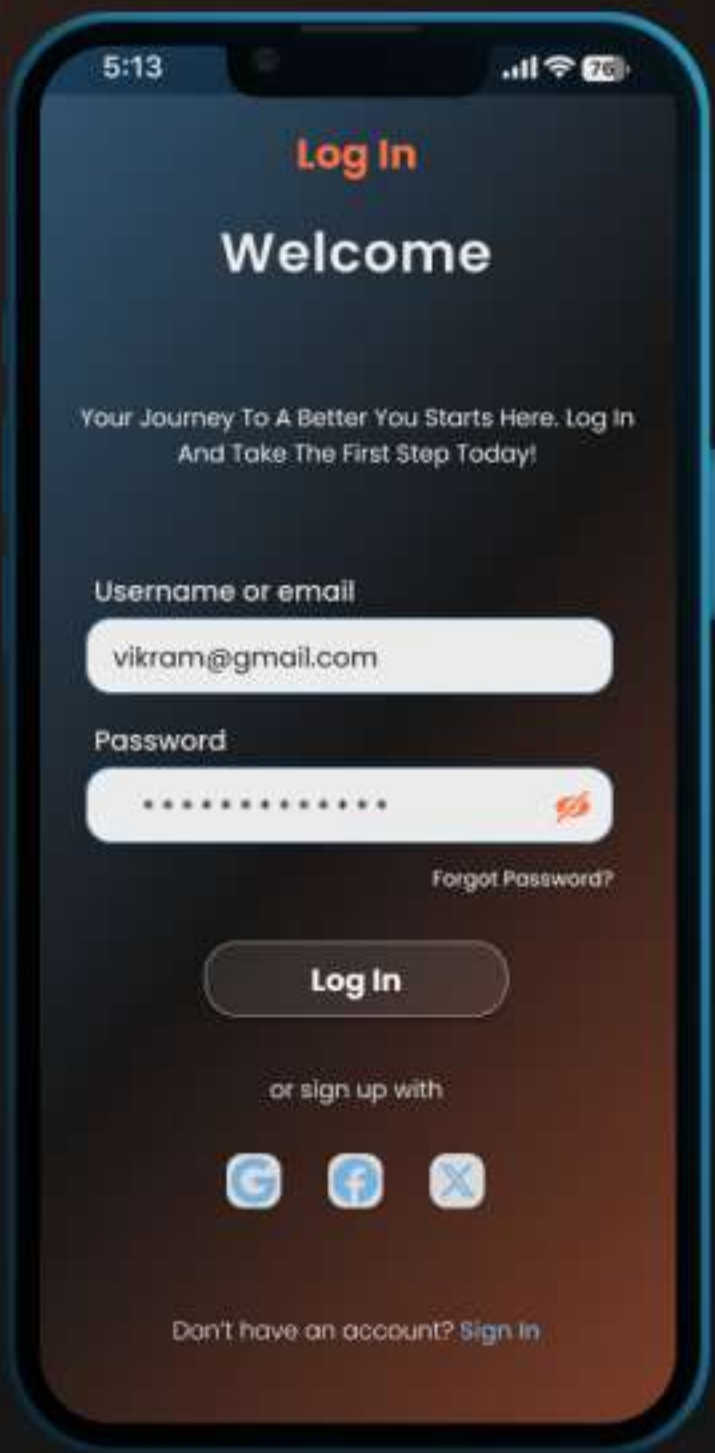 5:13
76
Log In
Welcome
Your Journey To A Better You Starts Here. Log In
And Take The First Step Today!
Username or email
vikram@gmail.com
Password
Forgot Password?
Log In
or sign up with
Don't have an account? Sign In